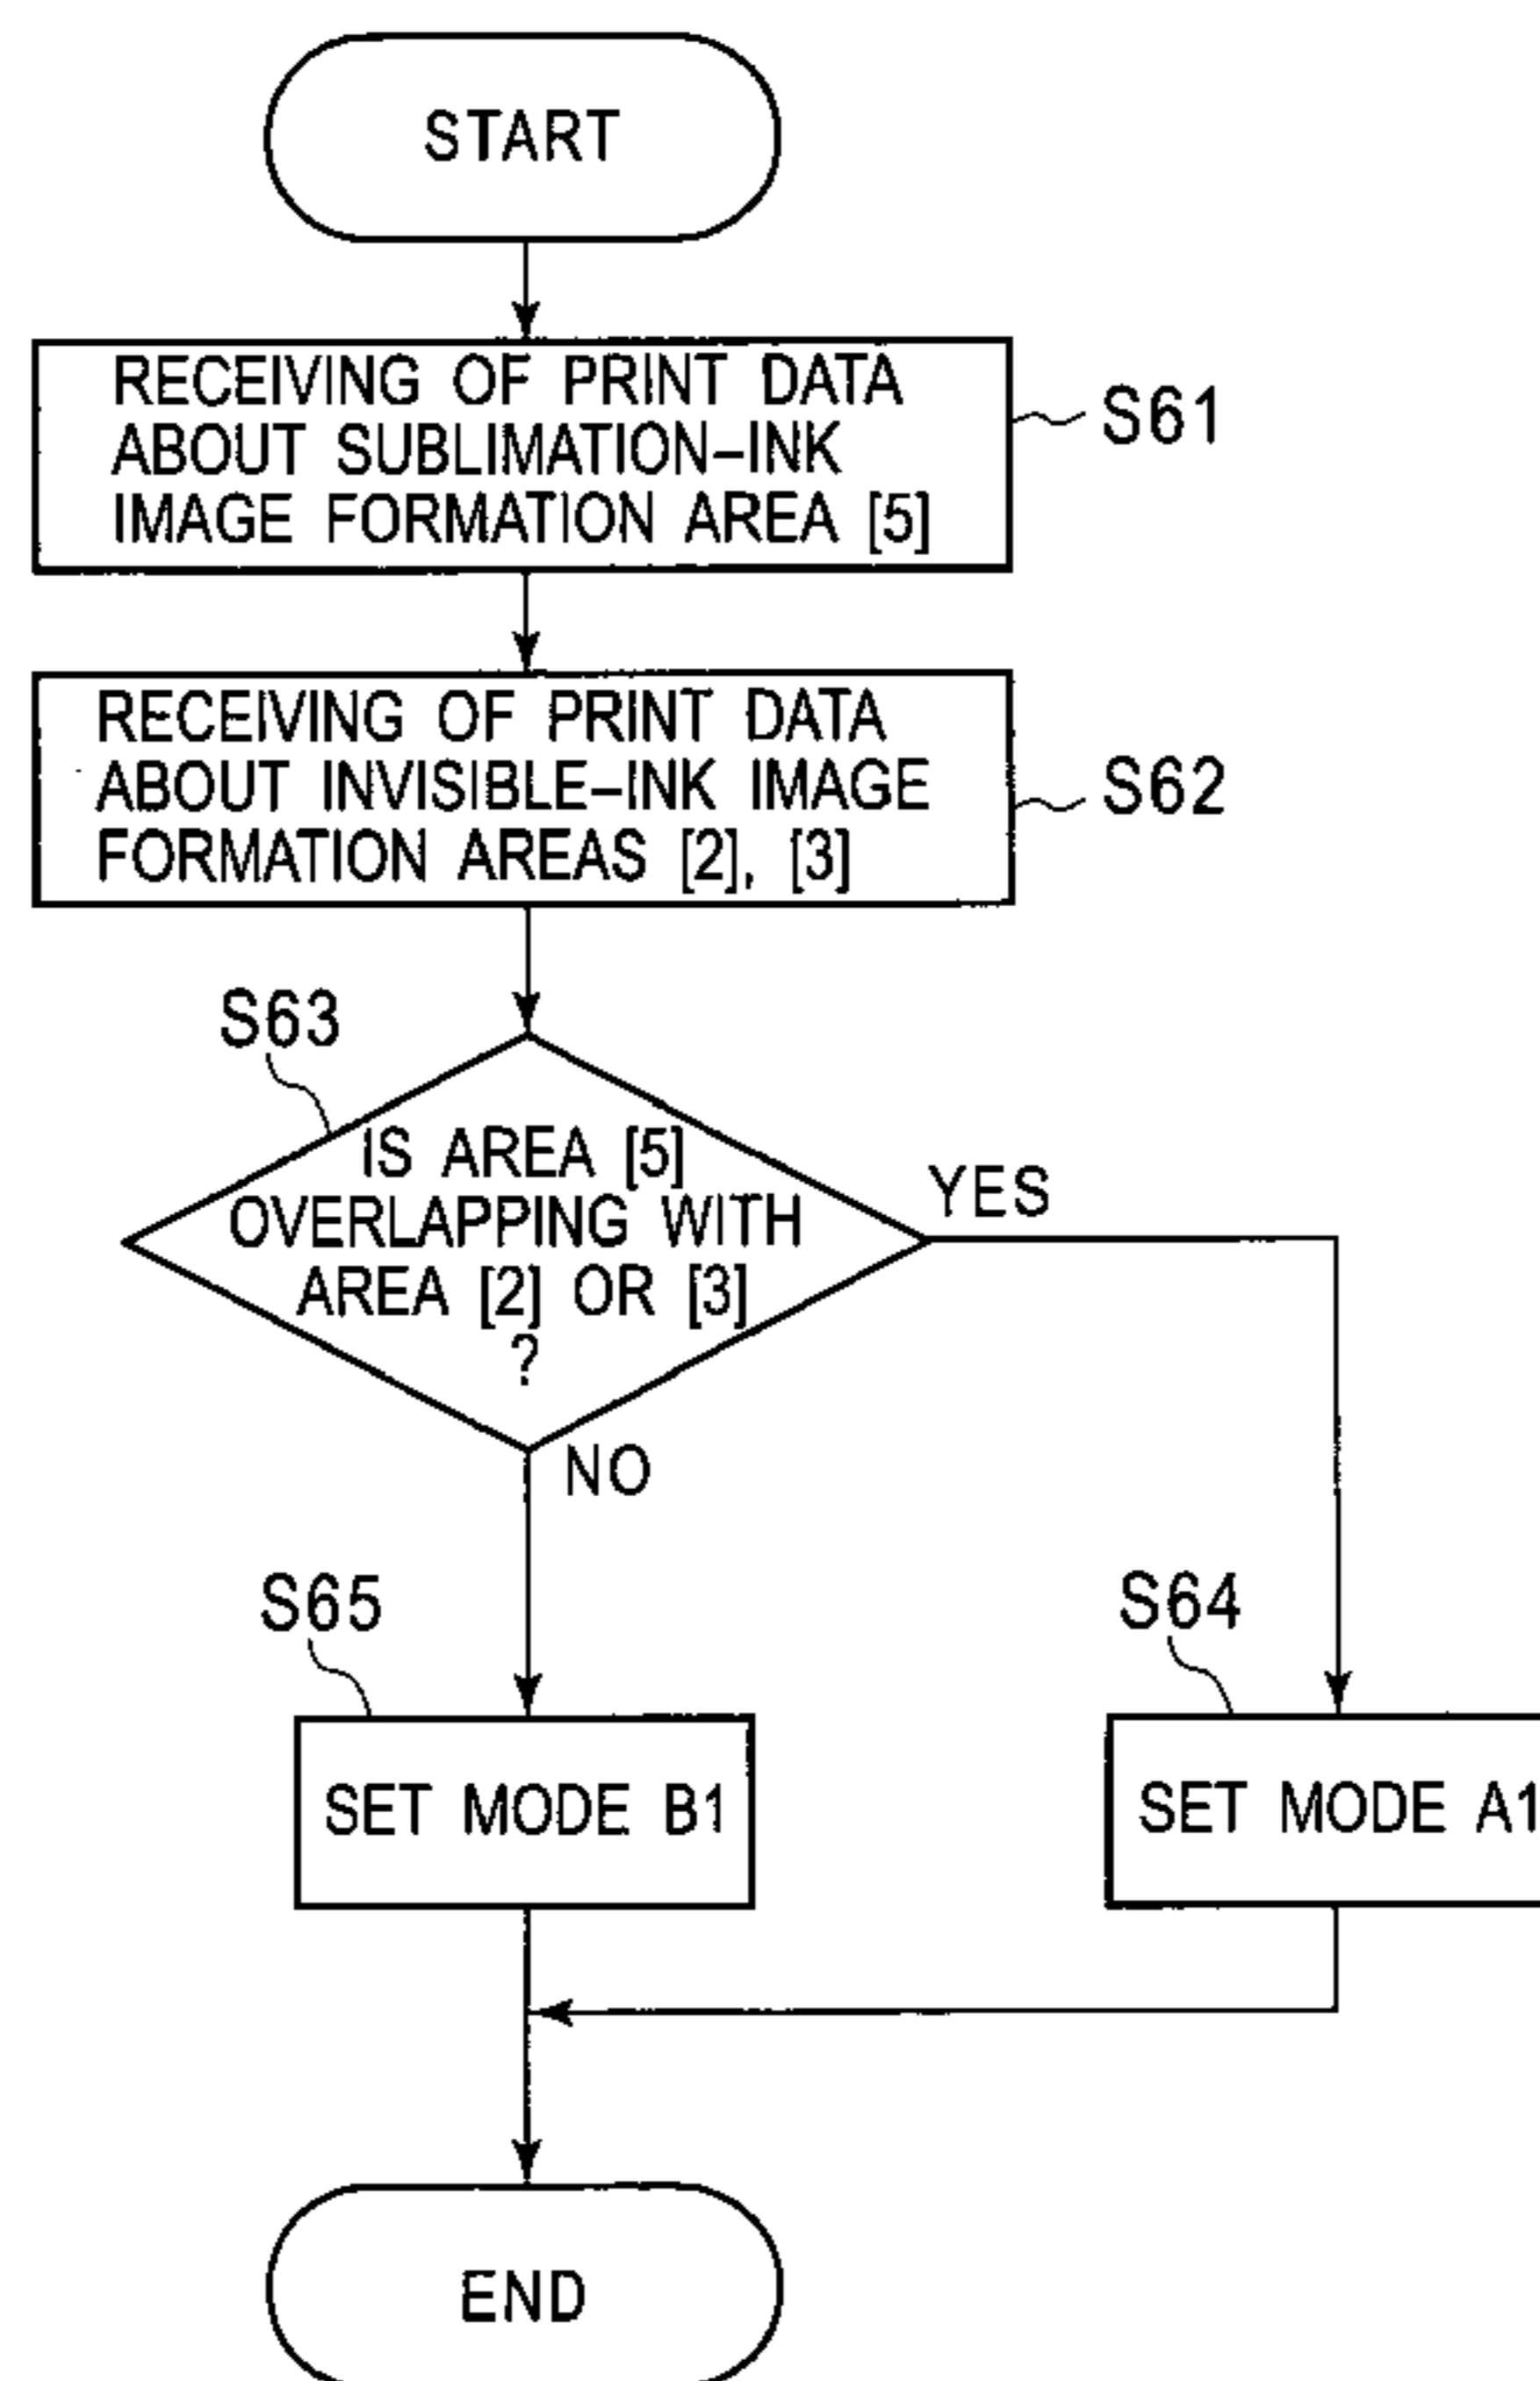 START
RECEIVING OF PRINT DATA
ABOUT SUBLIMATION-INK
IMAGE FORMATION AREA [5]
S61
RECEIVING OF PRINT DATA
ABOUT INVISIBLE-INK IMAGE
FORMATION AREAS [2], [3]
S62
S63
IS AREA [5]
OVERLAPPING WITH
AREA [2] OR [3]
?
YES
NO
S65
SET MODE B1
S64
SET MODE A1
END